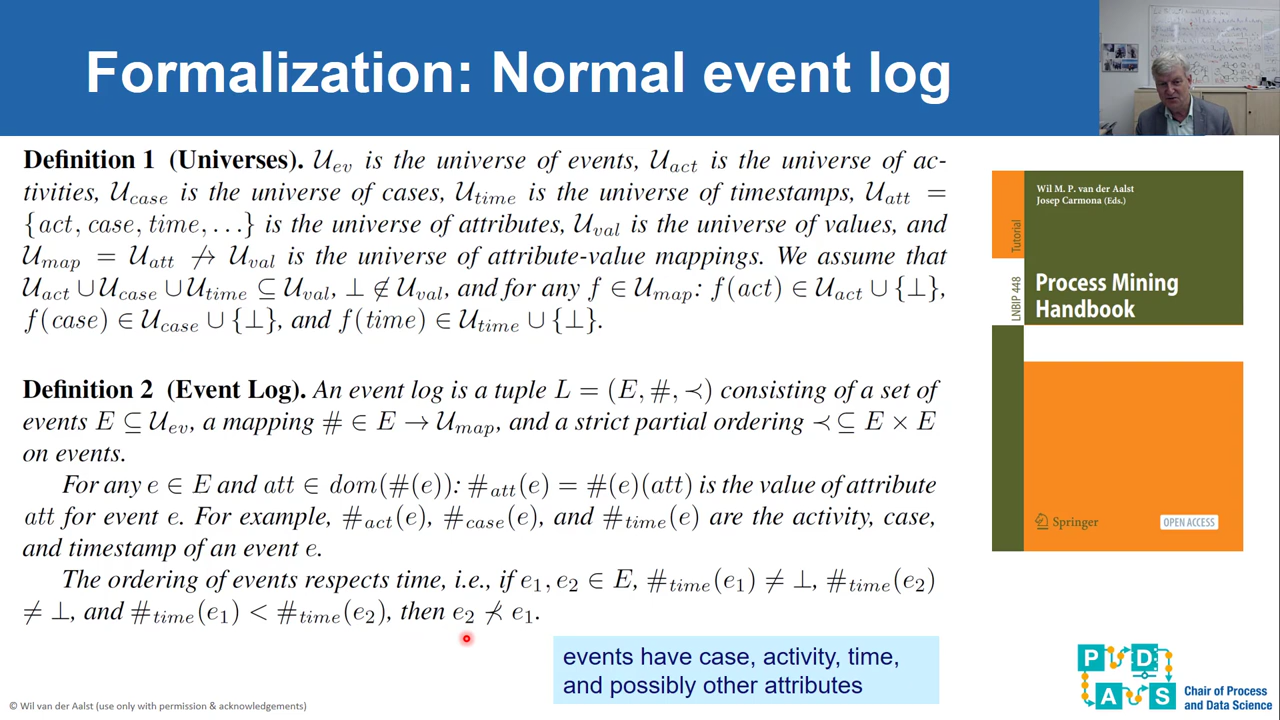 Formalization: Normal event log
Definition 1 (Universes). 𝒰ev is the universe of events, 𝒰act is the universe of ac-
tivities, 𝒰case is the universe of cases, 𝒰time is the universe of timestamps, 𝒰att =
{act, case, time, ...} is the universe of attributes, 𝒰val is the universe of values, and
𝒰map = 𝒰att ↛ 𝒰val is the universe of attribute-value mappings. We assume that
𝒰act ∪ 𝒰case ∪ 𝒰time ⊆ 𝒰val, ⊥ ∉ 𝒰val, and for any f ∈ 𝒰map: f(act) ∈ 𝒰act ∪ {⊥},
f(case) ∈ 𝒰case ∪ {⊥}, and f(time) ∈ 𝒰time ∪ {⊥}.
Definition 2 (Event Log). An event log is a tuple L = (E, #, ≺) consisting of a set of
events E ⊆ 𝒰ev, a mapping # ∈ E → 𝒰map, and a strict partial ordering ≺ ⊆ E × E
on events.
For any e ∈ E and att ∈ dom(#(e)): #att(e) = #(e)(att) is the value of attribute
att for event e. For example, #act(e), #case(e), and #time(e) are the activity, case,
and timestamp of an event e.
The ordering of events respects time, i.e., if e1, e2 ∈ E, #time(e1) ≠ ⊥, #time(e2)
≠ ⊥, and #time(e1) < #time(e2), then e2 ⊀ e1.
events have case, activity, time,
and possibly other attributes
Wil M. P. van der Aalst
Josep Carmona (Eds.)
Tutorial
LNBIP 448
Process Mining
Handbook
Springer
OPEN ACCESS
P D
A S
Chair of Process
and Data Science
© Wil van der Aalst (use only with permission & acknowledgements)